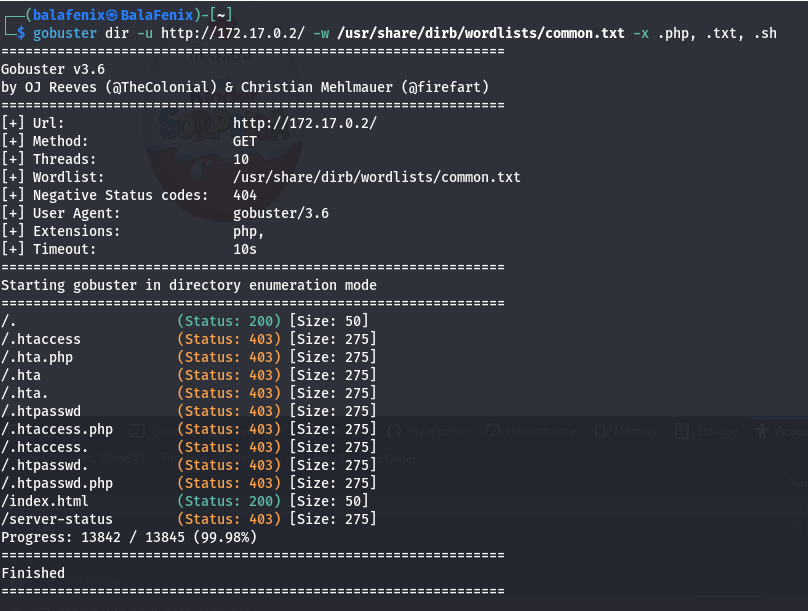 (balafenix㉿BalaFenix)-[~]
$ gobuster dir -u http://172.17.0.2/ -w /usr/share/dirb/wordlists/common.txt -x .php, .txt, .sh
===============================================================
Gobuster v3.6
by OJ Reeves (@TheColonial) & Christian Mehlmauer (@firefart)
===============================================================
[+] Url: http://172.17.0.2/
[+] Method: GET
[+] Threads: 10
[+] Wordlist: /usr/share/dirb/wordlists/common.txt
[+] Negative Status codes: 404
[+] User Agent: gobuster/3.6
[+] Extensions: php,
[+] Timeout: 10s
===============================================================
Starting gobuster in directory enumeration mode
===============================================================
/. (Status: 200) [Size: 50]
/.htaccess (Status: 403) [Size: 275]
/.hta.php (Status: 403) [Size: 275]
/.hta (Status: 403) [Size: 275]
/.hta. (Status: 403) [Size: 275]
/.htpasswd (Status: 403) [Size: 275]
/.htaccess.php (Status: 403) [Size: 275]
/.htaccess. (Status: 403) [Size: 275]
/.htpasswd. (Status: 403) [Size: 275]
/.htpasswd.php (Status: 403) [Size: 275]
/index.html (Status: 200) [Size: 50]
/server-status (Status: 403) [Size: 275]
Progress: 13842 / 13845 (99.98%)
===============================================================
Finished
===============================================================
Style Editor Performance Memory Storage